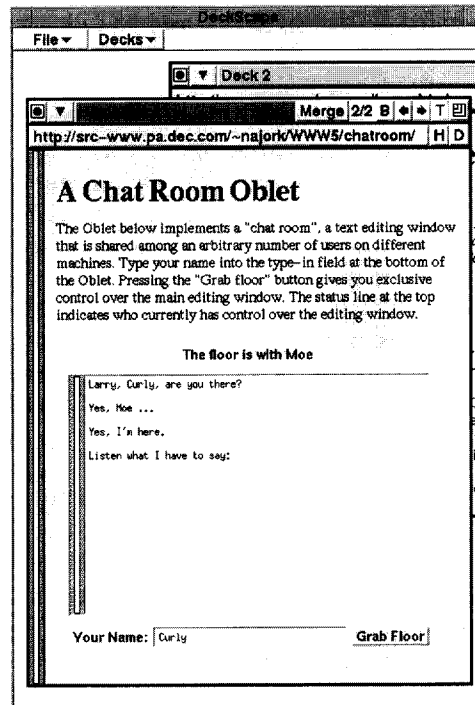 DeckScape
File Decks
Deck 2
Merge 2/2 B T
http://src-www.pa.dec.com/~najork/WWW5/chatroom/ H D
A Chat Room Oblet
The Oblet below implements a "chat room", a text editing window
that is shared among an arbitrary number of users on different
machines. Type your name into the type-in field at the bottom of
the Oblet. Pressing the "Grab floor" button gives you exclusive
control over the main editing window. The status line at the top
indicates who currently has control over the editing window.
The floor is with Moe
Larry, Curly, are you there?
Yes, Moe ...
Yes, I'm here.
Listen what I have to say:
Your Name: Curly Grab Floor